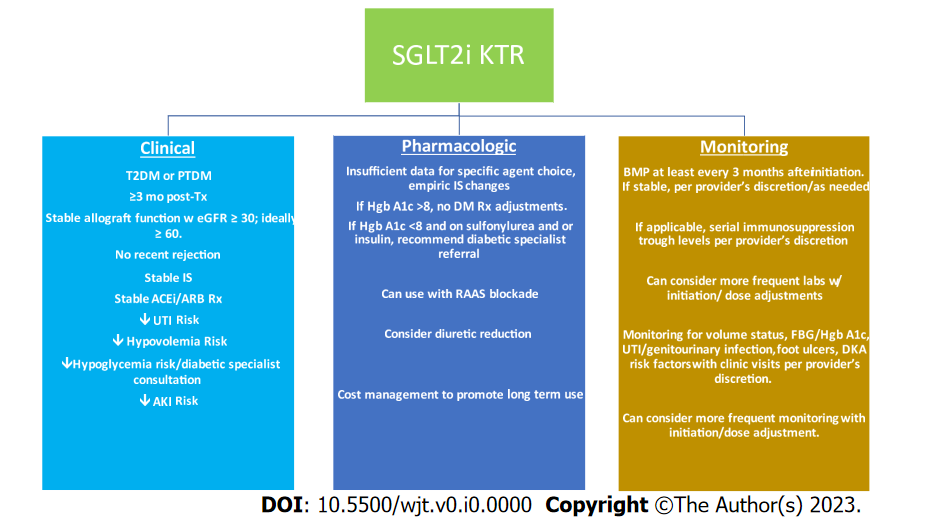 SGLT2i KTR
Clinical
T2DM or PTDM
≥3 mo post-Tx
Stable allograft function w eGFR ≥ 30; ideally
≥ 60.
No recent rejection
Stable IS
Stable ACEi/ARB Rx
↓ UTI Risk
↓ Hypovolemia Risk
↓Hypoglycemia risk/diabetic specialist
consultation
↓ AKI Risk
Pharmacologic
Insufficient data for specific agent choice,
empiric IS changes
If Hgb A1c >8, no DM Rx adjustments.
If Hgb A1c <8 and on sulfonylurea and or
insulin, recommend diabetic specialist
referral
Can use with RAAS blockade
Consider diuretic reduction
Cost management to promote long term use
Monitoring
BMP at least every 3 months after initiation.
If stable, per provider's discretion/as needed
If applicable, serial immunosuppression
trough levels per provider's discretion
Can consider more frequent labs w/
initiation/ dose adjustments
Monitoring for volume status, FBG/Hgb A1c,
UTI/genitourinary infection, foot ulcers, DKA
risk factors with clinic visits per provider's
discretion.
Can consider more frequent monitoring with
initiation/dose adjustment.
DOI: 10.5500/wjt.v0.i0.0000 Copyright ©The Author(s) 2023.